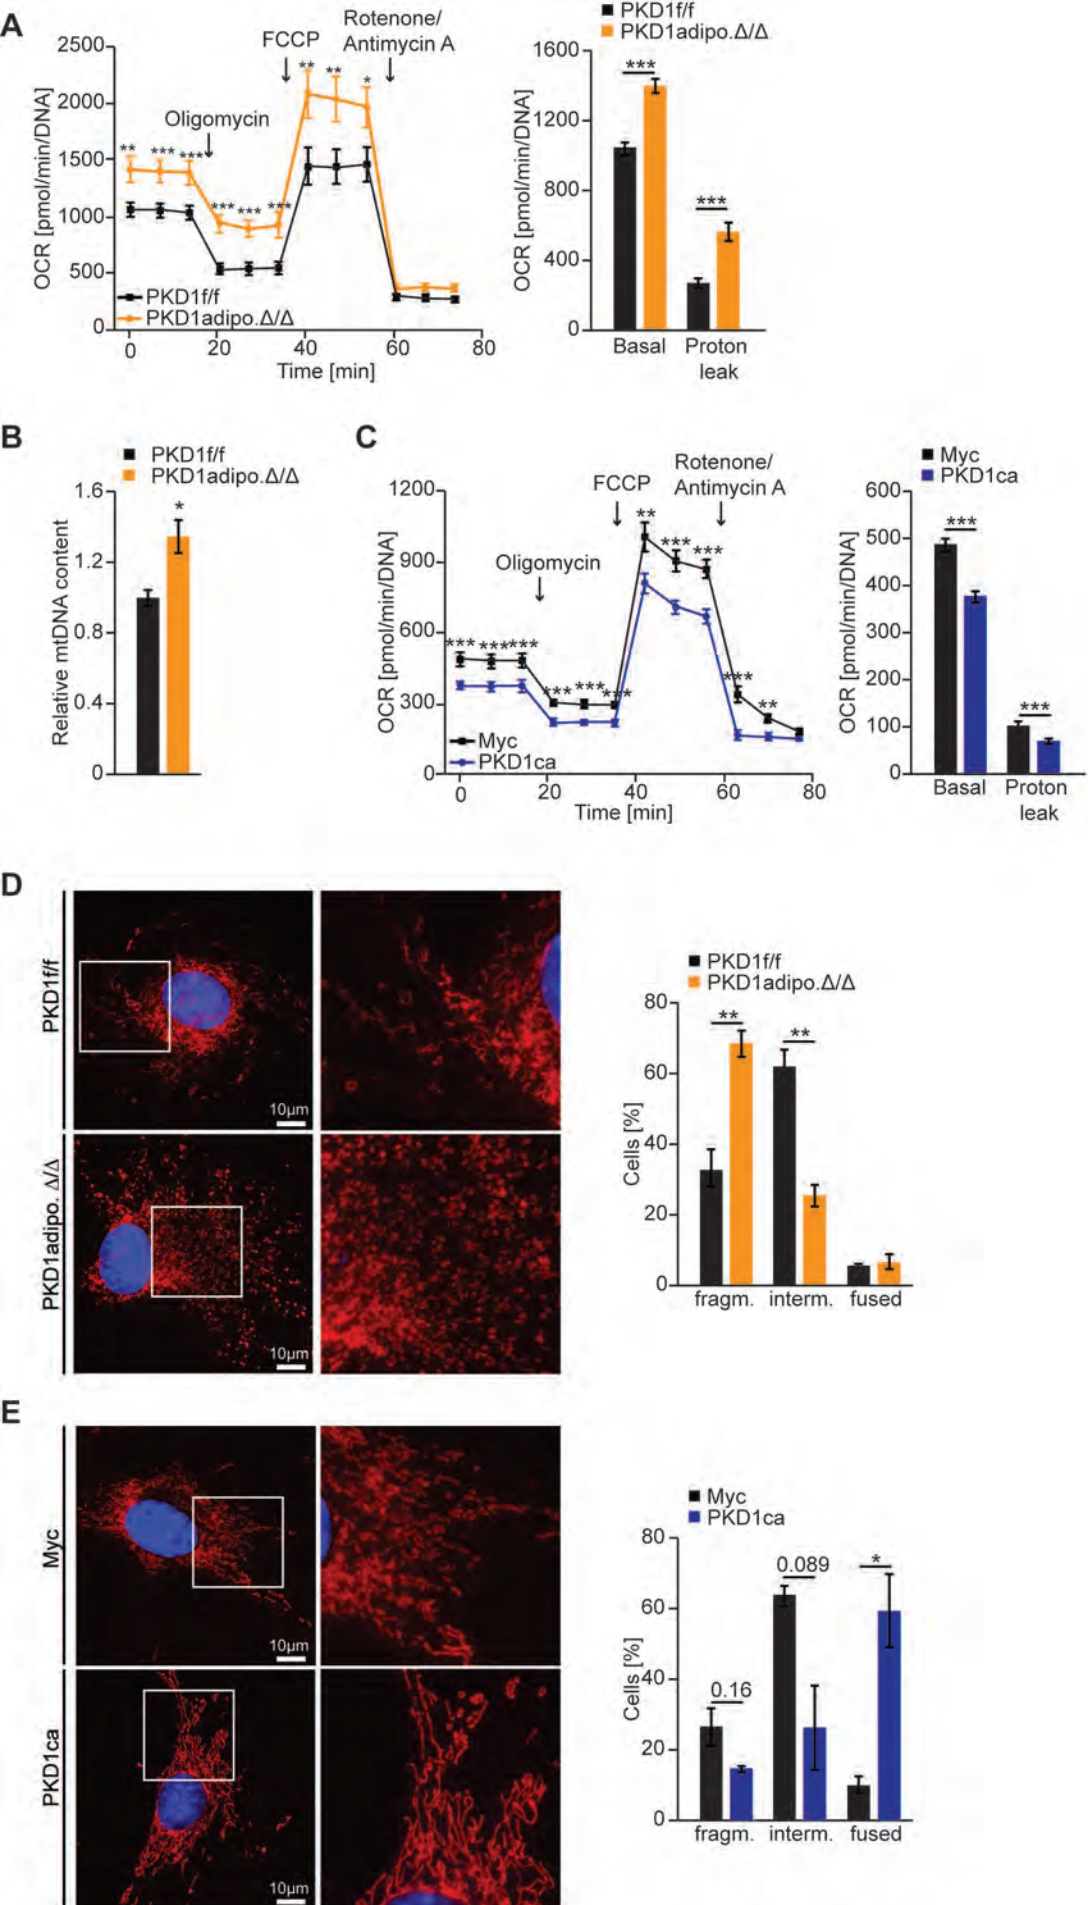 A
2500
2000
1500
1000
500
0
OCR [pmol/min/DNA]
** *** ***
Oligomycin
*** *** ***
FCCP
** ** *
Rotenone/
Antimycin A
PKD1f/f
PKD1adipo.Δ/Δ
0 20 40 60 80
Time [min]
PKD1f/f
PKD1adipo.Δ/Δ
1600
1200
800
400
0
OCR [pmol/min/DNA]
***
***
Basal Proton
leak
B
PKD1f/f
PKD1adipo.Δ/Δ
1.6
1.2
0.8
0.4
0
Relative mtDNA content
*
C
1200
900
600
300
0
OCR [pmol/min/DNA]
*** *** ***
Oligomycin
*** *** ***
FCCP
** *** ***
Rotenone/
Antimycin A
*** **
Myc
PKD1ca
0 20 40 60 80
Time [min]
Myc
PKD1ca
600
500
400
300
200
100
0
OCR [pmol/min/DNA]
***
***
Basal Proton
leak
D
PKD1f/f
10µm
PKD1adipo. Δ/Δ
10µm
PKD1f/f
PKD1adipo.Δ/Δ
80
60
40
20
0
Cells [%]
**
**
fragm. interm. fused
E
Myc
10µm
PKD1ca
10µm
Myc
PKD1ca
80
60
40
20
0
Cells [%]
0.16
0.089
*
fragm. interm. fused